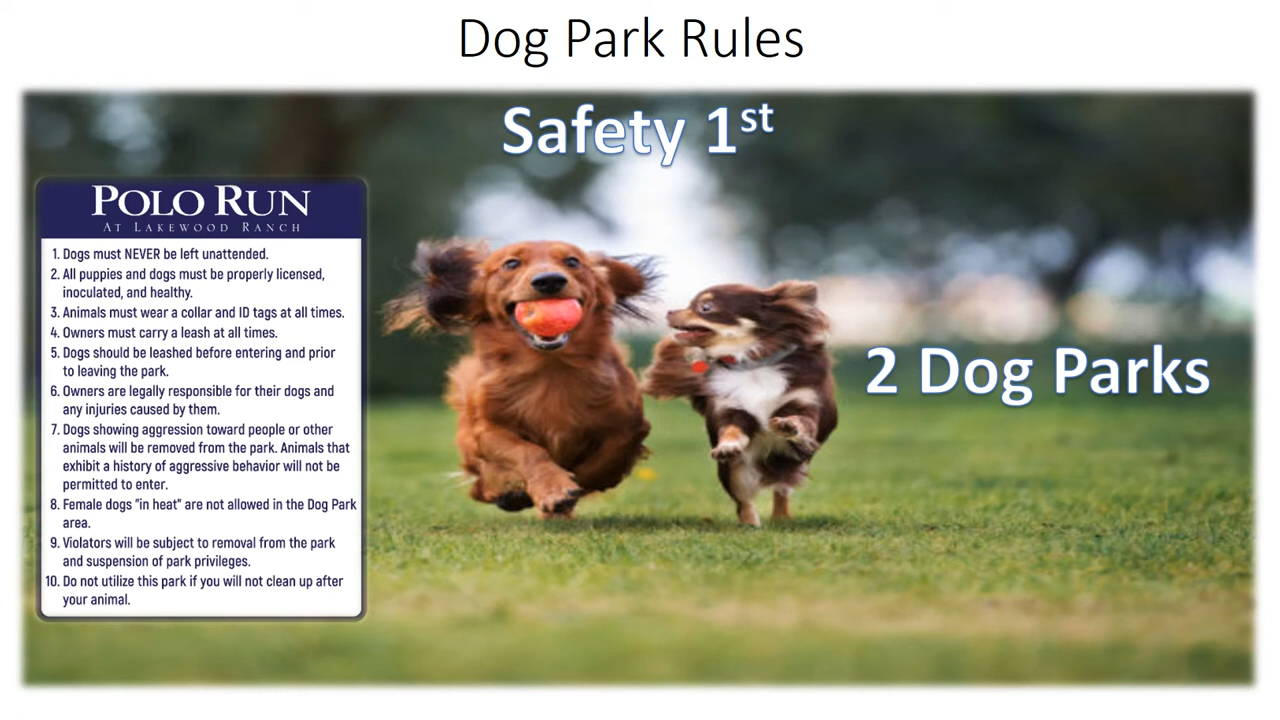 Dog Park Rules
Safety 1st
POLO RUN
AT LAKEWOOD RANCH
1. Dogs must NEVER be left unattended.
2. All puppies and dogs must be properly licensed,
inoculated, and healthy.
3. Animals must wear a collar and ID tags at all times.
4. Owners must carry a leash at all times.
5. Dogs should be leashed before entering and prior
to leaving the park.
6. Owners are legally responsible for their dogs and
any injuries caused by them.
7. Dogs showing aggression toward people or other
animals will be removed from the park. Animals that
exhibit a history of aggressive behavior will not be
permitted to enter.
8. Female dogs "in heat" are not allowed in the Dog Park
area.
9. Violators will be subject to removal from the park
and suspension of park privileges.
10. Do not utilize this park if you will not clean up after
your animal.
2 Dog Parks